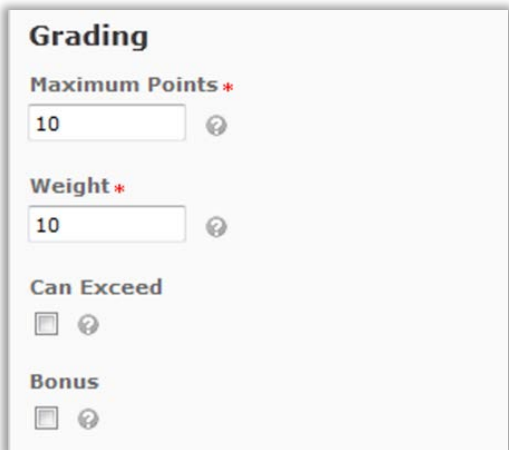 Grading
Maximum Points *
10
?
Weight *
10
?
Can Exceed
?
Bonus
?